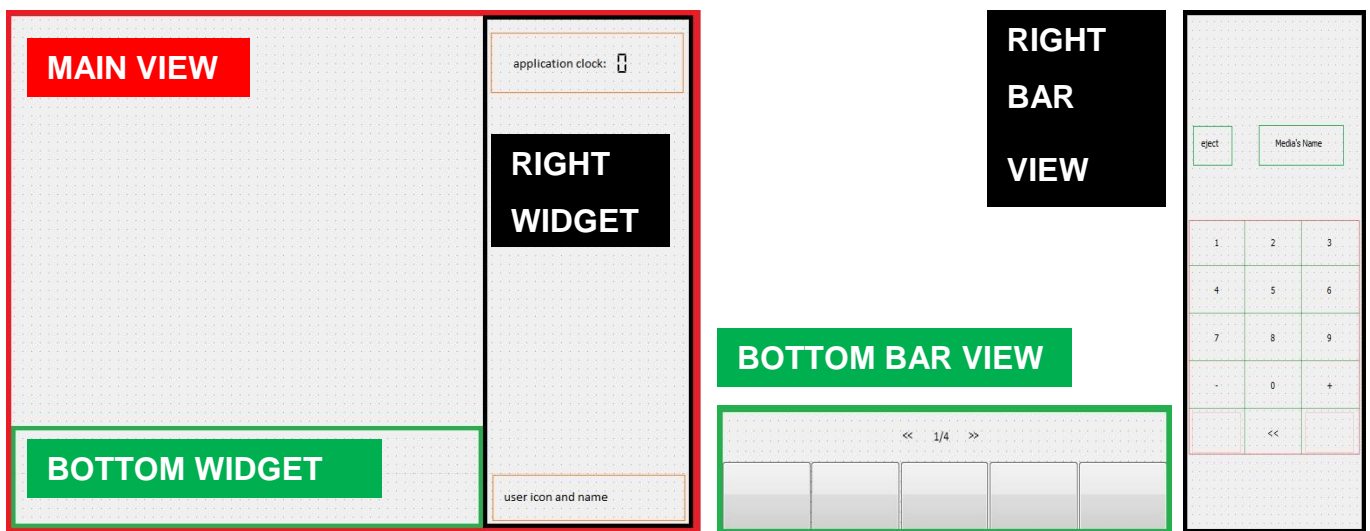 MAIN VIEW
application clock: 0
RIGHT
WIDGET
BOTTOM WIDGET
user icon and name
RIGHT
BAR
VIEW
BOTTOM BAR VIEW
<< 1/4 >>
eject Media's Name
1 2 3
4 5 6
7 8 9
- 0 +
<<